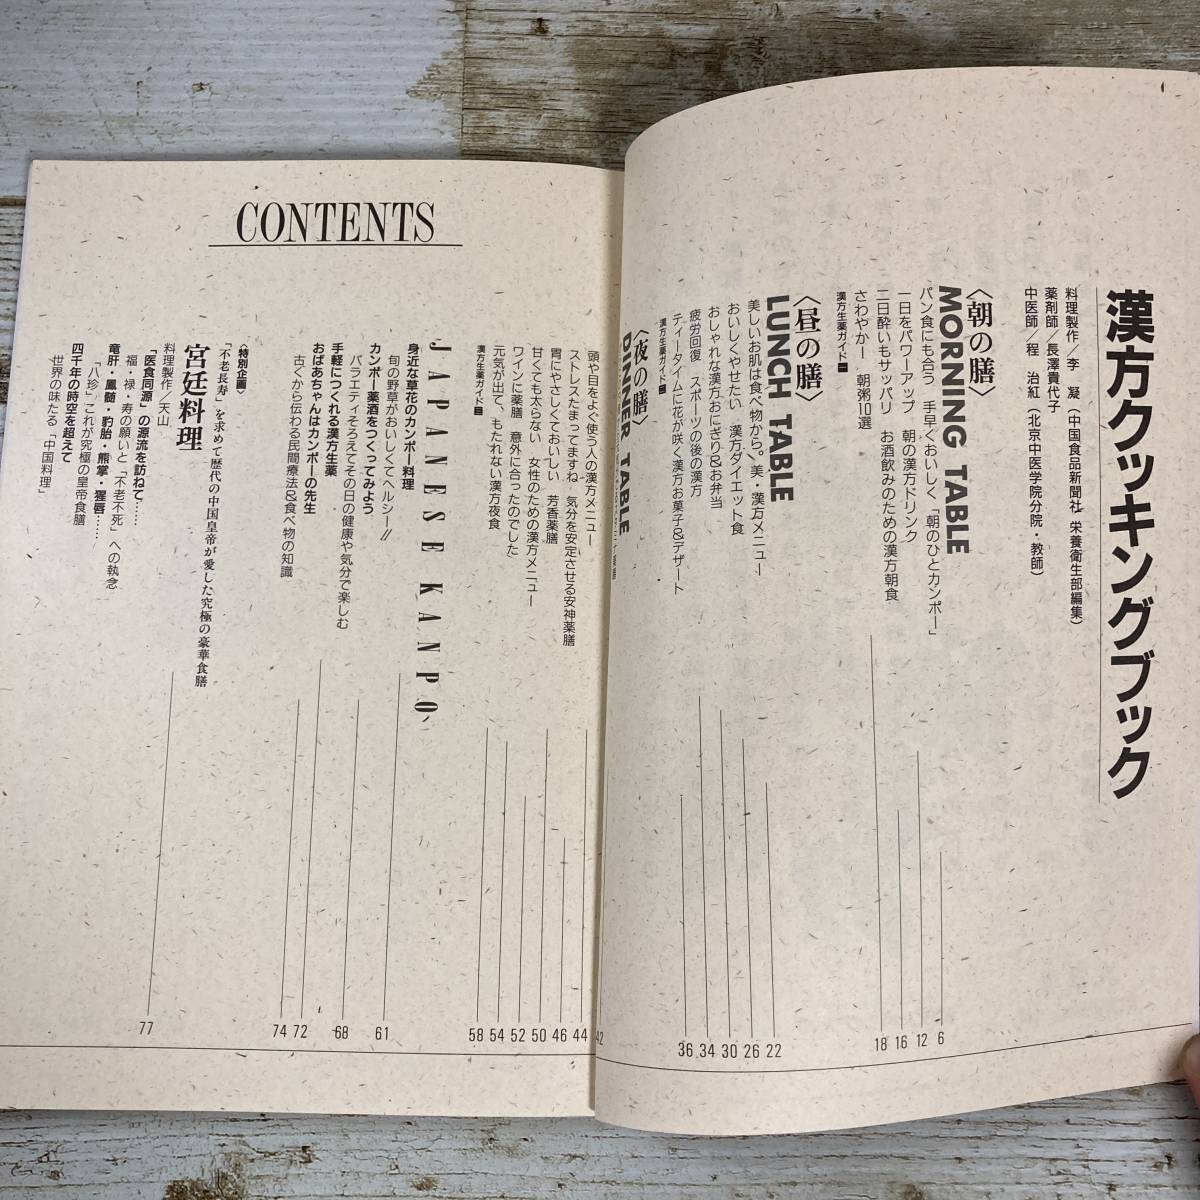 漢方クッキングブック
料理製作／李　凝（中国食品新聞社　栄養衛生部編集）
薬剤師／長澤貴代子
中医師／程　治紅（北京中医学院分院・教師）
〈朝の膳〉
MORNING TABLE
パン食にも合う　手早くおいしく「朝のひとカンポー」
6
一日をパワーアップ　朝の漢方ドリンク
12
二日酔いもサッパリ　お酒飲みのための漢方朝食
16
さわやかー　朝粥10選
18
漢方生薬ガイド一
〈昼の膳〉
LUNCH TABLE
美しいお肌は食べ物から！美・漢方メニュー
22
おいしくやせたい　漢方ダイエット食
26
おしゃれな漢方おにぎり&お弁当
30
疲労回復　スポーツの後の漢方
34
ティータイムに花が咲く漢方お菓子&デザート
36
漢方生薬ガイド二
〈夜の膳〉
DINNER TABLE
42
頭や目をよく使う人の漢方メニュー
44
ストレスたまってますね　気分を安定させる安神薬膳
46
胃にやさしくておいしい　芳香薬膳
50
甘くても太らない　女性のための漢方メニュー
52
ワインに薬膳　意外に合ったのでした
54
元気が出て、もたれない漢方夜食
58
漢方生薬ガイド三
CONTENTS
JAPANESE KANPO
身近な草花のカンポー料理
旬の野草がおいしくてヘルシー!!
61
カンポー薬酒をつくってみよう
バラエティそろえてその日の健康や気分で楽しむ
68
手軽につくれる漢方生薬
72
おばあちゃんはカンポーの先生
古くから伝わる民間療法&食べ物の知識
74
〈特別企画〉
「不老長寿」を求めて歴代の中国皇帝が愛した究極の豪華食膳
宮廷料理
料理製作／天山
77
“医食同源”の源流を訪ねて……
福・禄・寿の願いと「不老不死」への執念
竜肝・鳳髄・豹胎・熊掌・猩唇……
“八珍”これが究極の皇帝食膳
四千年の時空を超えて
世界の味たる「中国料理」